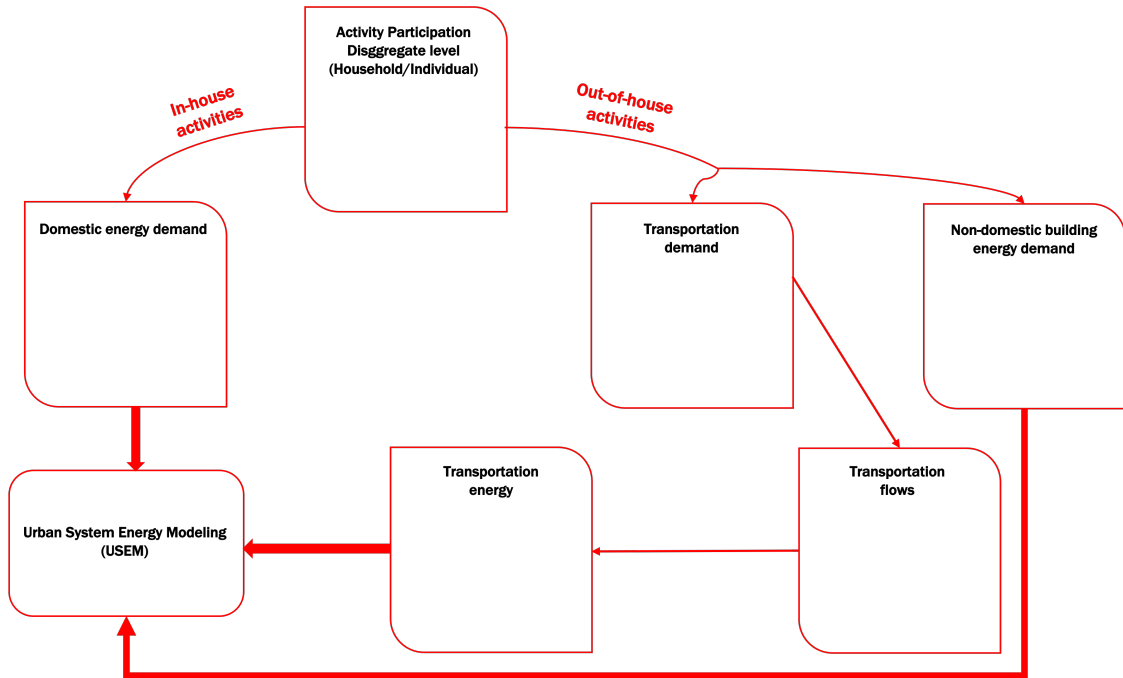 Activity Participation
Disggregate level
(Household/Individual)
In-house
activities
Out-of-house
activities
Domestic energy demand
Transportation
demand
Non-domestic building
energy demand
Transportation
energy
Transportation
flows
Urban System Energy Modeling
(USEM)